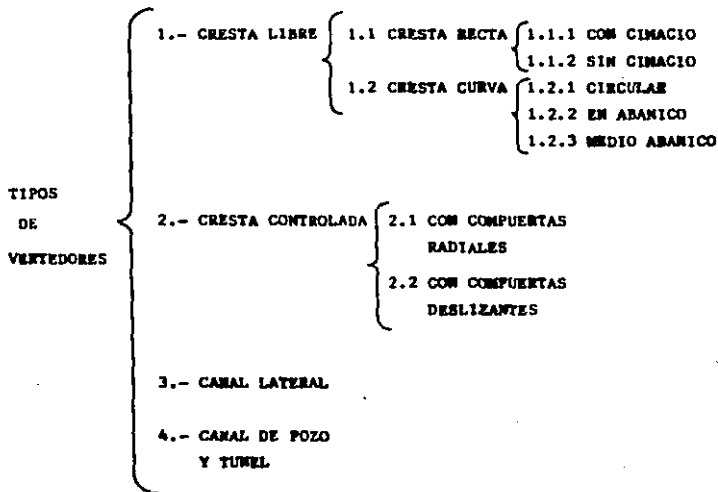 TIPOS
DE
VERTEDORES
1.- CRESTA LIBRE
1.1 CRESTA RECTA
1.1.1 CON CIMACIO
1.1.2 SIN CIMACIO
1.2 CRESTA CURVA
1.2.1 CIRCULAR
1.2.2 EN ABANICO
1.2.3 MEDIO ABANICO
2.- CRESTA CONTROLADA
2.1 CON COMPUERTAS
RADIALES
2.2 CON COMPUERTAS
DESLIZANTES
3.- CANAL LATERAL
4.- CANAL DE POZO
Y TUNEL